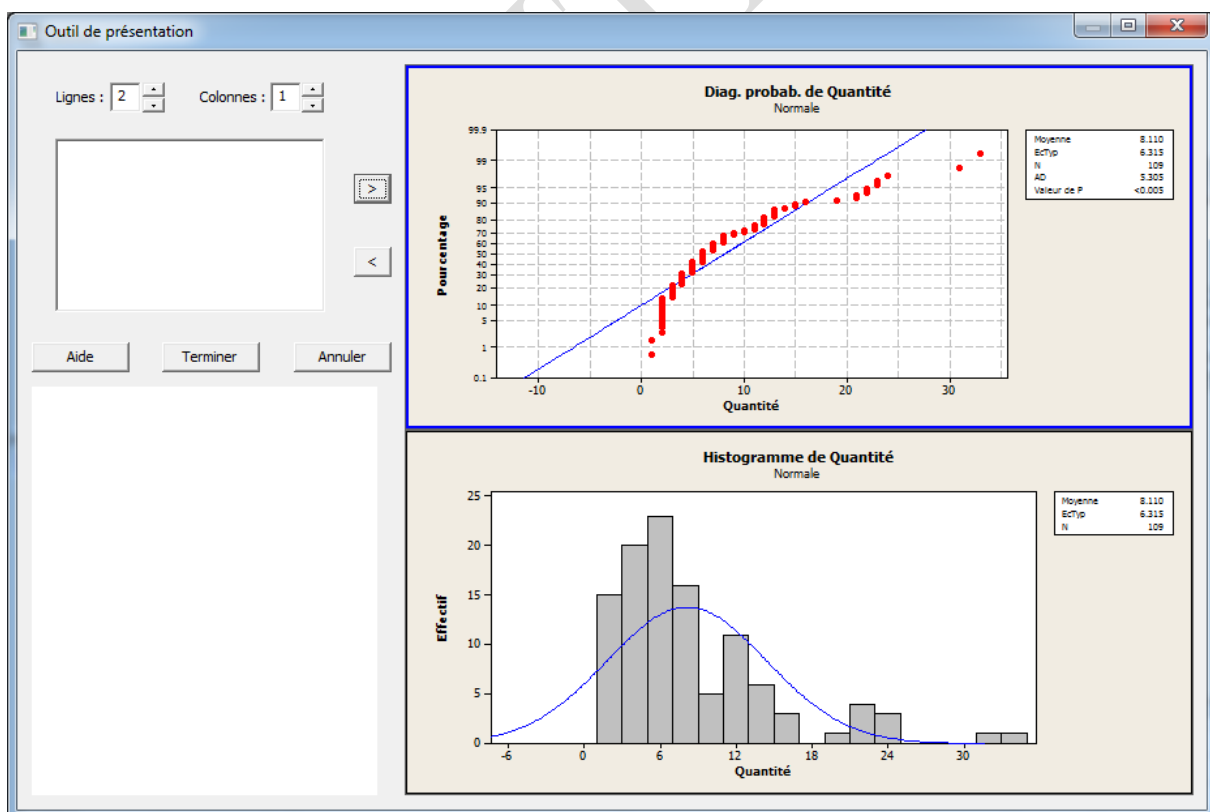 Outil de présentation
Lignes : 2 Colonnes : 1
>
<
Aide Terminer Annuler
Diag. probab. de Quantité
Normale
Pourcentage
99.9
99
95
90
80
70
60
50
40
30
20
10
5
1
0.1
-10 0 10 20 30
Quantité
Moyenne 8.110
EcTyp 6.315
N 109
AD 5.305
Valeur de P <0.005
Histogramme de Quantité
Normale
Effectif
25
20
15
10
5
0
-6 0 6 12 18 24 30
Quantité
Moyenne 8.110
EcTyp 6.315
N 109